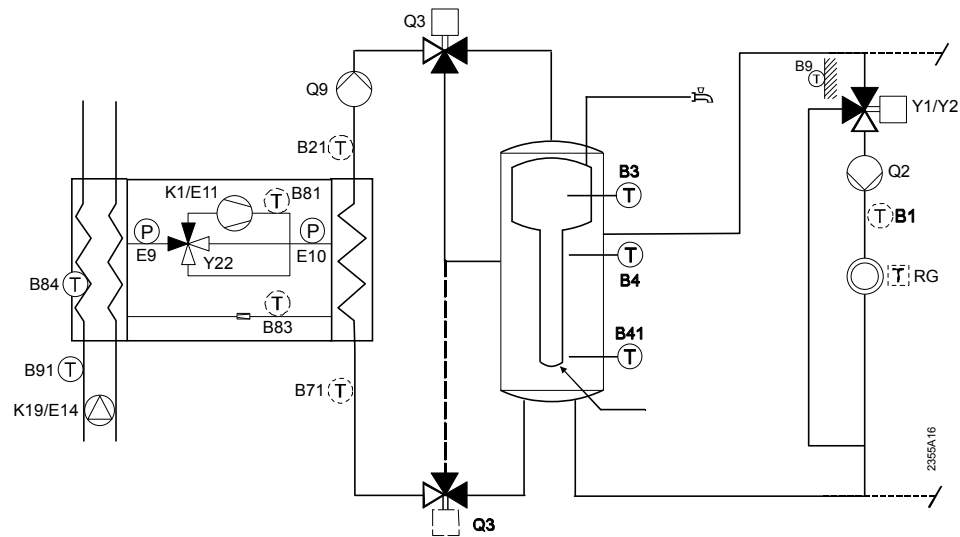 Q3
B9
T
Y1/Y2
Q9
B21 T
K1/E11
T B81
B3
T
Q2
P
E9
Y22
P
E10
T B1
T
B4
B84 T
T RG
T
B83
B41
T
B91 T
B71 T
K19/E14
2355A16
Q3